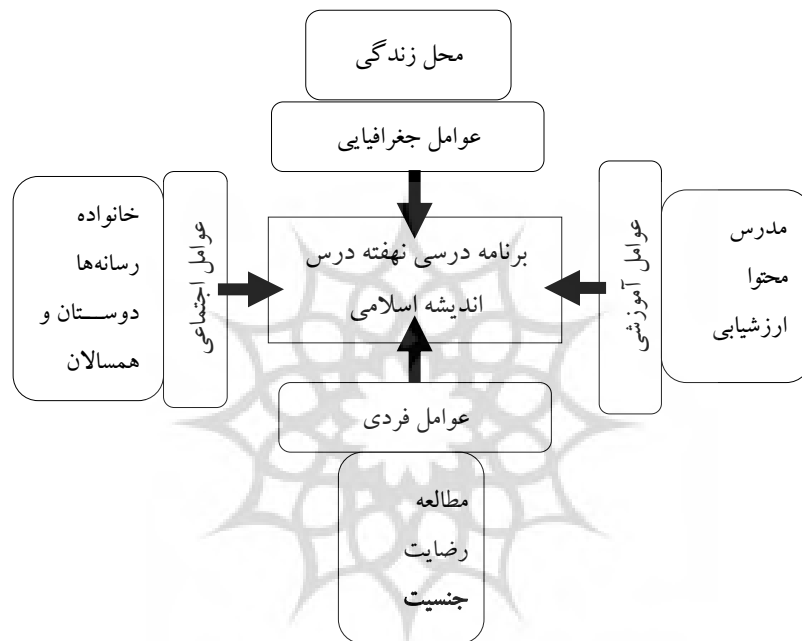 محل زندگی
عوامل جغرافیایی
مدرس
محتوا
ارزشیابی
عوامل آموزشی
برنامه درسی نهفته درس
اندیشه اسلامی
عوامل اجتماعی
خانواده
رسانه‌ها
دوســـتان و
همسالان
عوامل فردی
مطالعه
رضایت
جنسیت